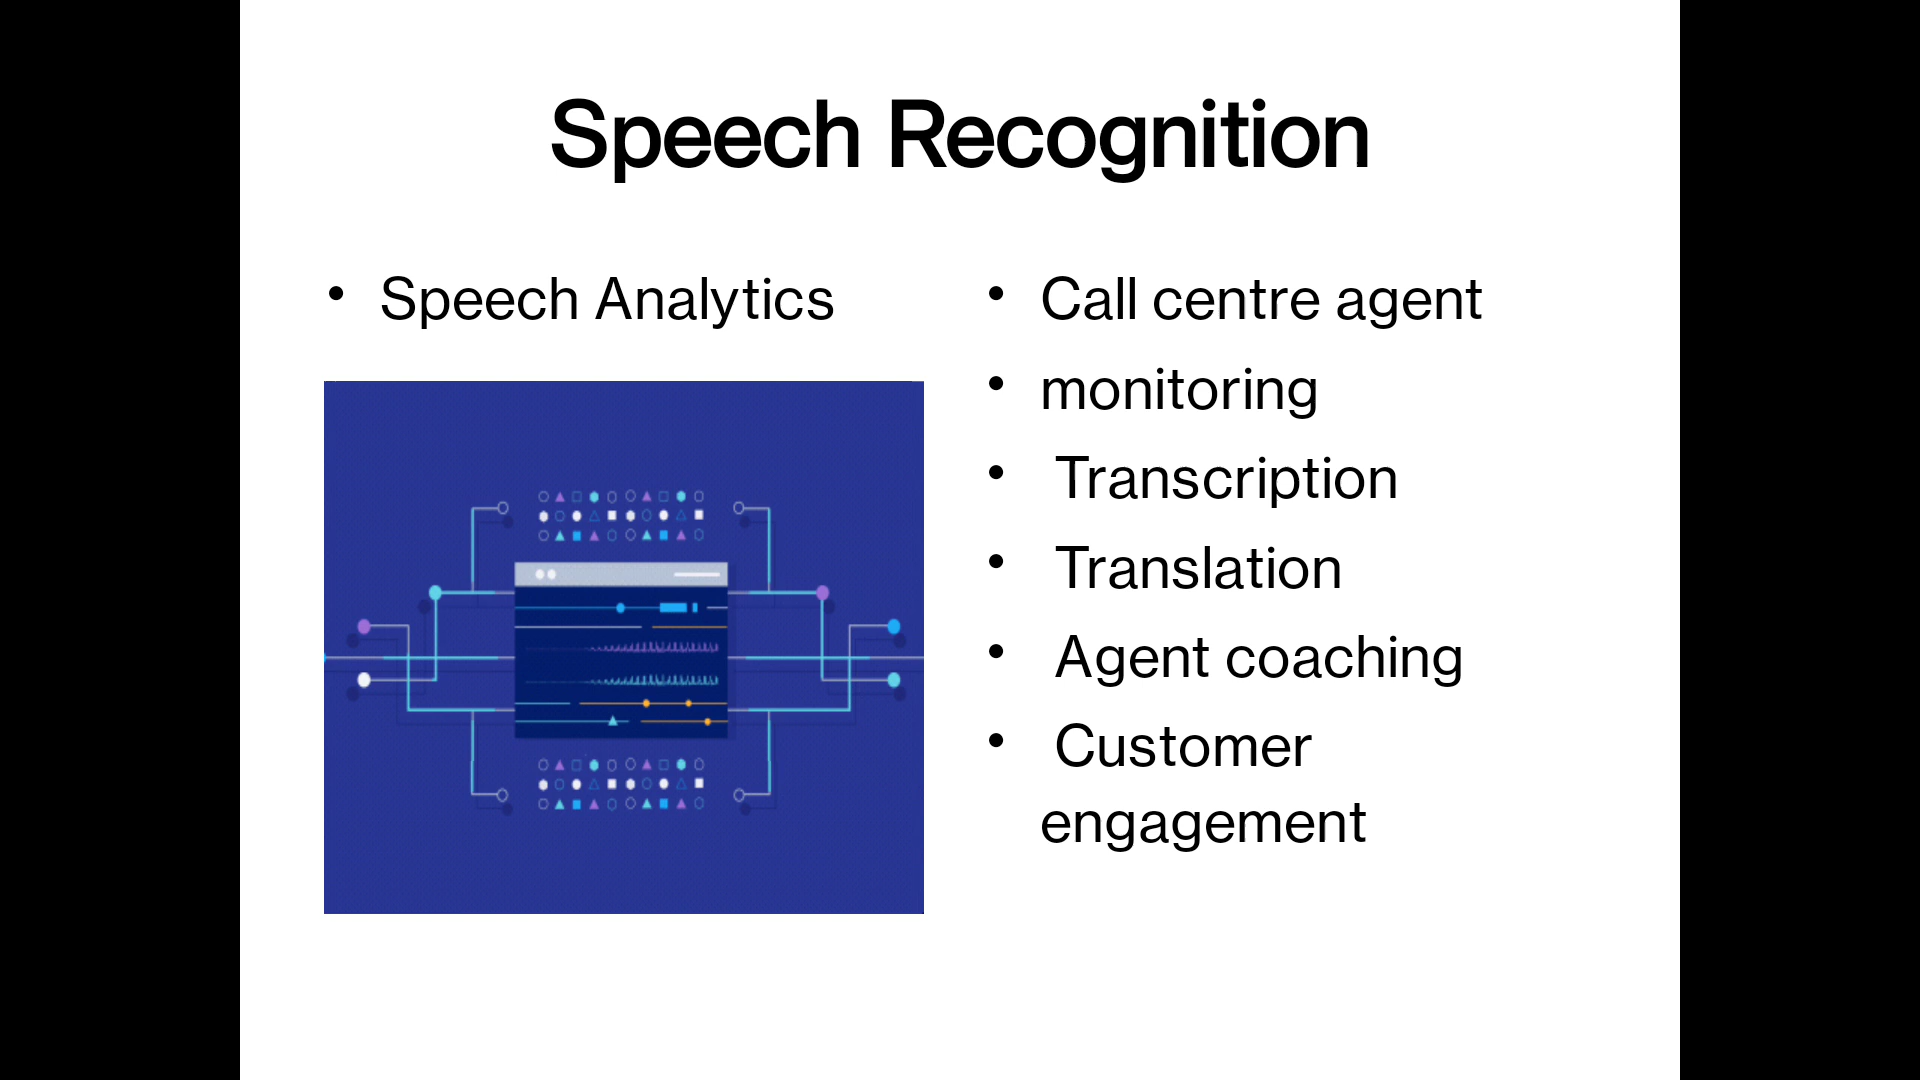 Speech Recognition
• Speech Analytics
• Call centre agent
• monitoring
• Transcription
• Translation
• Agent coaching
• Customer
engagement